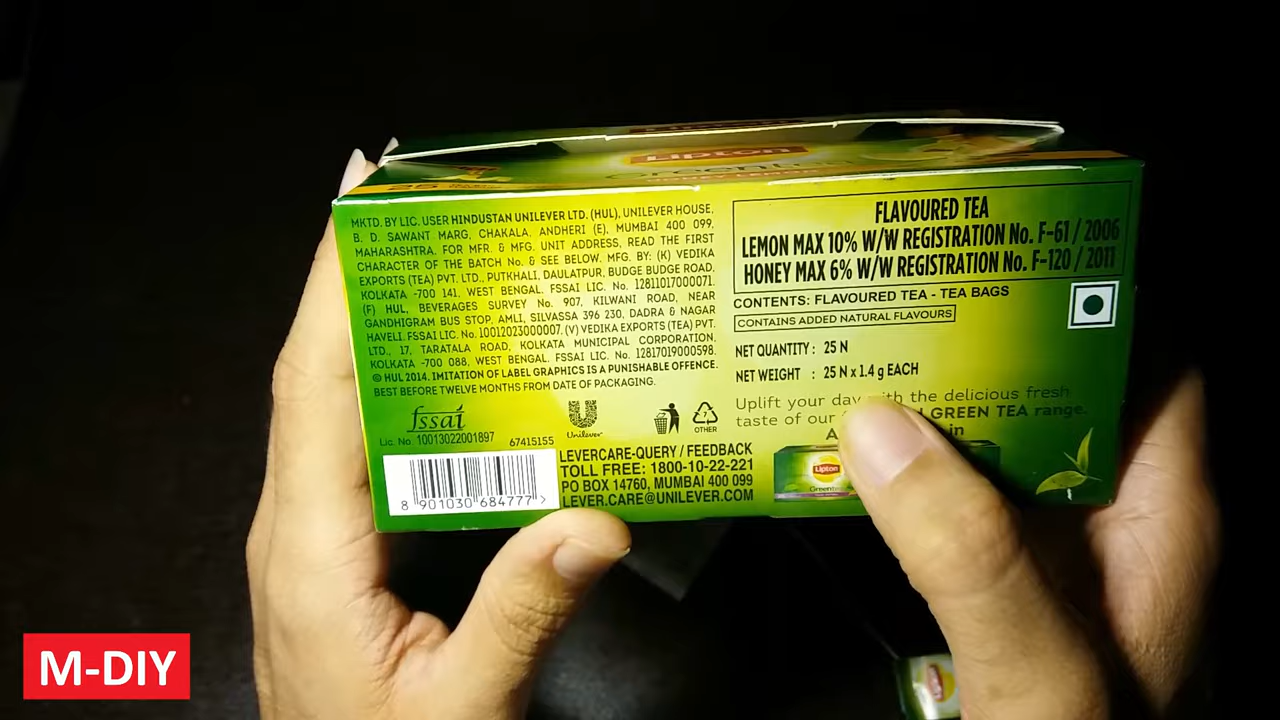 Lipton
Green Tea
25
MKTD. BY LIC. USER HINDUSTAN UNILEVER LTD. (HUL), UNILEVER HOUSE,
B. D. SAWANT MARG, CHAKALA, ANDHERI (E), MUMBAI 400 099,
MAHARASHTRA. FOR MFR. & MFG. UNIT ADDRESS, READ THE FIRST
CHARACTER OF THE BATCH No. & SEE BELOW. MFG. BY: (K) VEDIKA
EXPORTS (TEA) PVT. LTD., PUTKHALI, DAULATPUR, BUDGE BUDGE ROAD,
KOLKATA -700 141, WEST BENGAL. FSSAI LIC. No. 12811017000071.
(F) HUL, BEVERAGES SURVEY No. 907, KILWANI ROAD, NEAR
GANDHIGRAM BUS STOP, AMLI, SILVASSA 396 230, DADRA & NAGAR
HAVELI. FSSAI LIC. No. 10012023000007. (V) VEDIKA EXPORTS (TEA) PVT.
LTD., 17, TARATALA ROAD, KOLKATA MUNICIPAL CORPORATION,
KOLKATA -700 088, WEST BENGAL. FSSAI LIC. No. 12817019000598.
© HUL 2014. IMITATION OF LABEL GRAPHICS IS A PUNISHABLE OFFENCE.
BEST BEFORE TWELVE MONTHS FROM DATE OF PACKAGING.
fssai
Lic. No. 10013022001897
67415155
Unilever
7
OTHER
8 901030 684777 >
LEVERCARE-QUERY / FEEDBACK
TOLL FREE: 1800-10-22-221
PO BOX 14760, MUMBAI 400 099
LEVER.CARE@UNILEVER.COM
FLAVOURED TEA
LEMON MAX 10% W/W REGISTRATION No. F-61 / 2006
HONEY MAX 6% W/W REGISTRATION No. F-120 / 2011
CONTENTS: FLAVOURED TEA - TEA BAGS
CONTAINS ADDED NATURAL FLAVOURS
NET QUANTITY : 25 N
NET WEIGHT : 25 N x 1.4 g EACH
Uplift your day with the delicious fresh
taste of our GREEN TEA range.
in
Lipton
Green
M-DIY